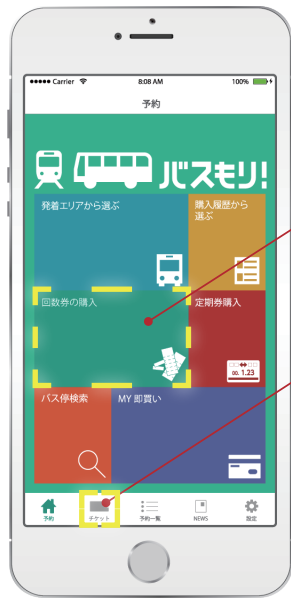 Carrier 8:08 AM 100%
予約
バスもり!
発着エリアから選ぶ
購入履歴から
選ぶ
回数券の購入
定期券購入
00. 1.23
バス停検索
MY 即買い
予約
チケット
予約一覧
NEWS
設定